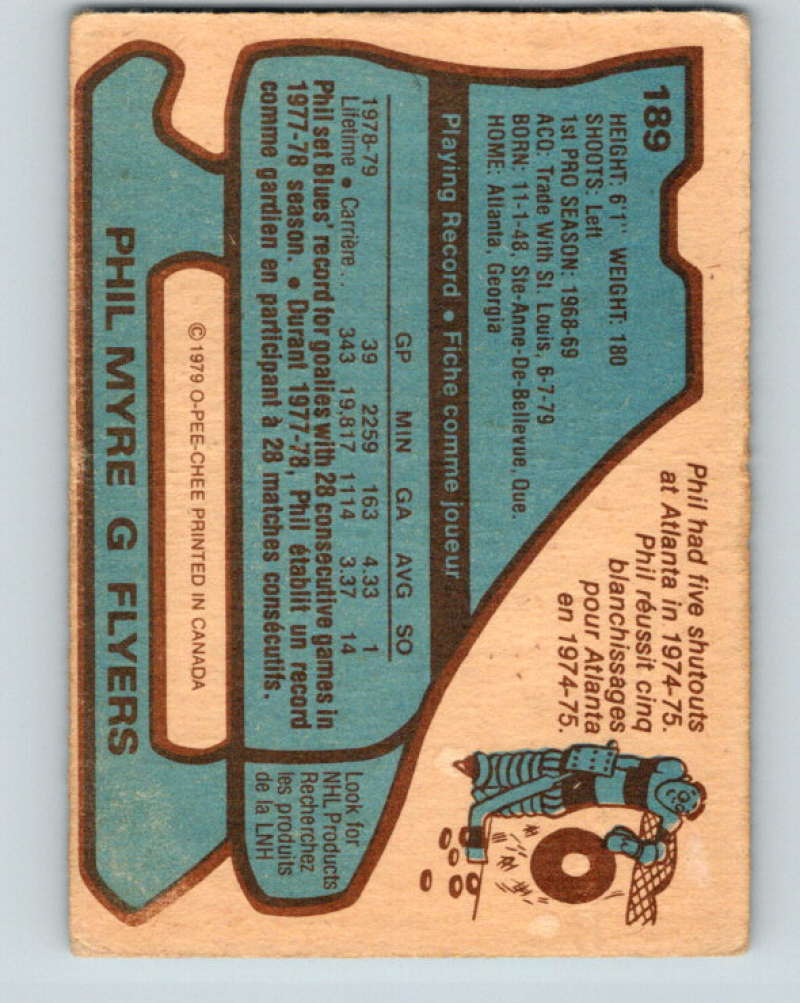 189
HEIGHT: 6'1" WEIGHT: 180
SHOOTS: Left
1st PRO SEASON: 1968-69
ACQ: Trade With St. Louis, 6-7-79
BORN: 11-1-48, Ste-Anne-De-Bellevue, Que.
HOME: Atlanta, Georgia
Phil had five shutouts
at Atlanta in 1974-75.
Phil réussit cinq
blanchissages
pour Atlanta
en 1974-75.
Playing Record • Fiche comme joueur
GP MIN GA AVG SO
1978-79 39 2259 163 4.33 1
Lifetime • Carrière... 343 19,817 1114 3.37 14
Phil set Blues' record for goalies with 28 consecutive games in
1977-78 season. • Durant 1977-78, Phil établit un record
comme gardien en participant à 28 matches consécutifs.
Look for
NHL Products
Recherchez
les produits
de la LNH
©1979 O-PEE-CHEE PRINTED IN CANADA
PHIL MYRE G FLYERS